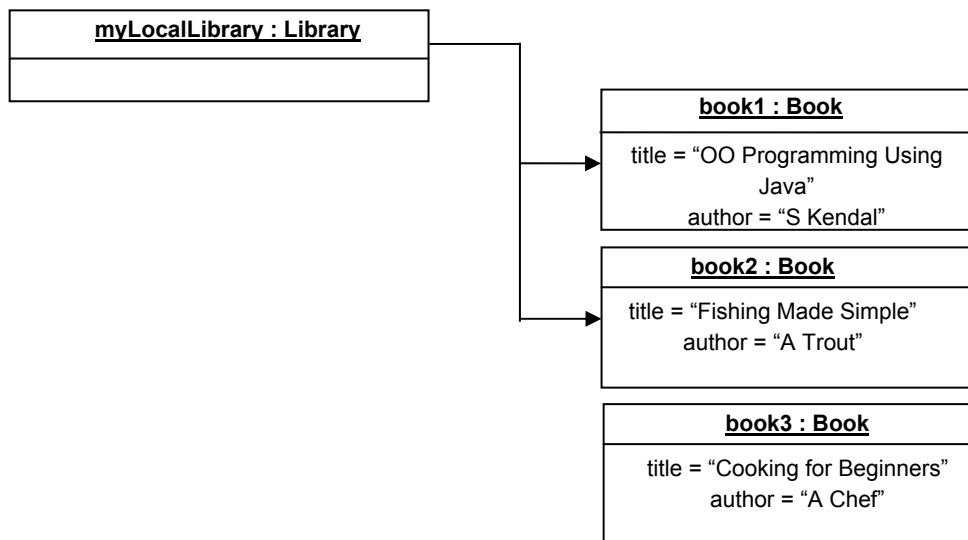 myLocalLibrary : Library
book1 : Book
title = “OO Programming Using
Java”
author = “S Kendal”
book2 : Book
title = “Fishing Made Simple”
author = “A Trout”
book3 : Book
title = “Cooking for Beginners”
author = “A Chef”